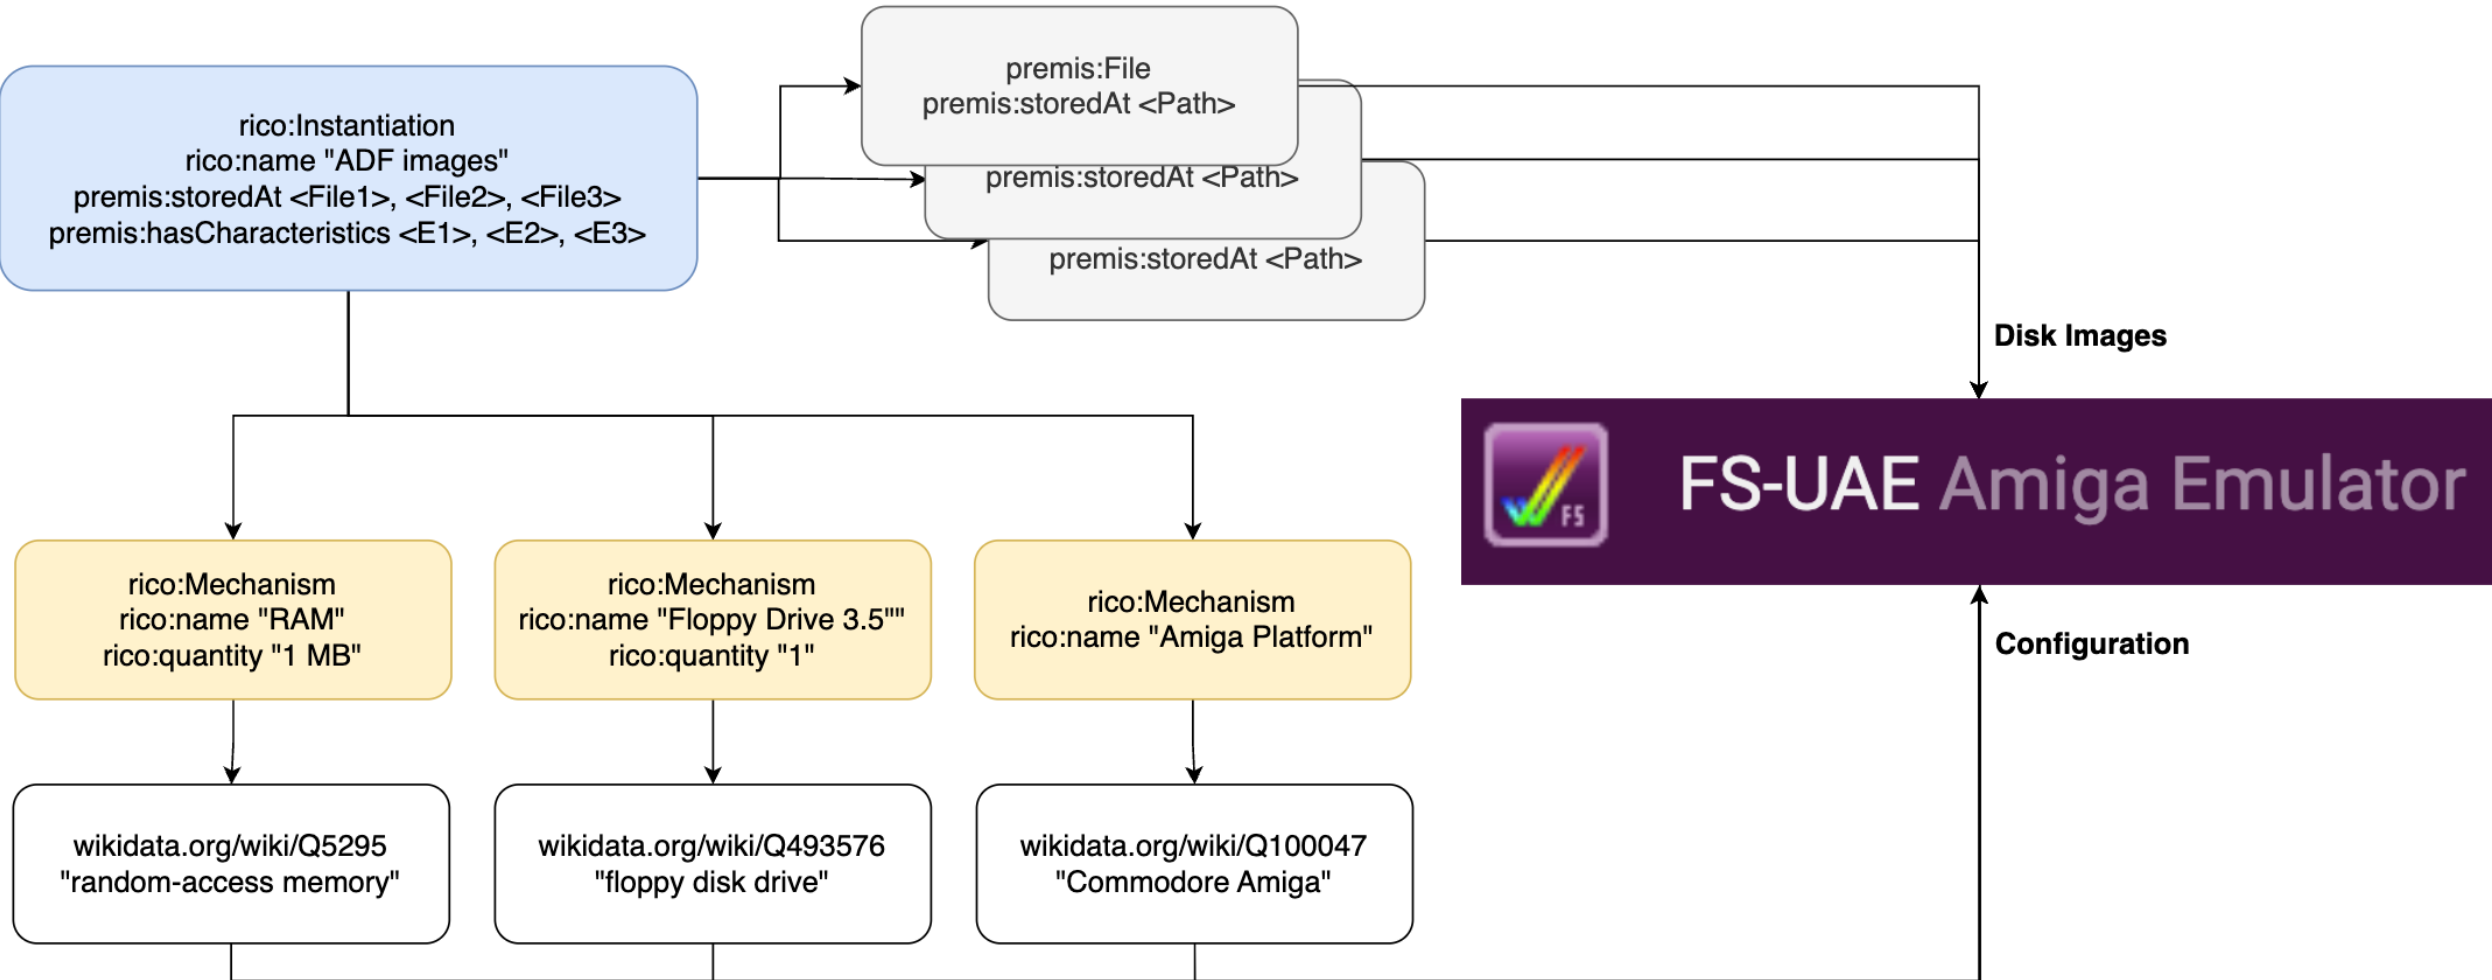 premis:File
premis:storedAt <Path>
premis:storedAt <Path>
premis:storedAt <Path>
rico:Instantiation
rico:name "ADF images"
premis:storedAt <File1>, <File2>, <File3>
premis:hasCharacteristics <E1>, <E2>, <E3>
Disk Images
FS
FS-UAE Amiga Emulator
Configuration
rico:Mechanism
rico:name "RAM"
rico:quantity "1 MB"
rico:Mechanism
rico:name "Floppy Drive 3.5""
rico:quantity "1"
rico:Mechanism
rico:name "Amiga Platform"
wikidata.org/wiki/Q5295
"random-access memory"
wikidata.org/wiki/Q493576
"floppy disk drive"
wikidata.org/wiki/Q100047
"Commodore Amiga"